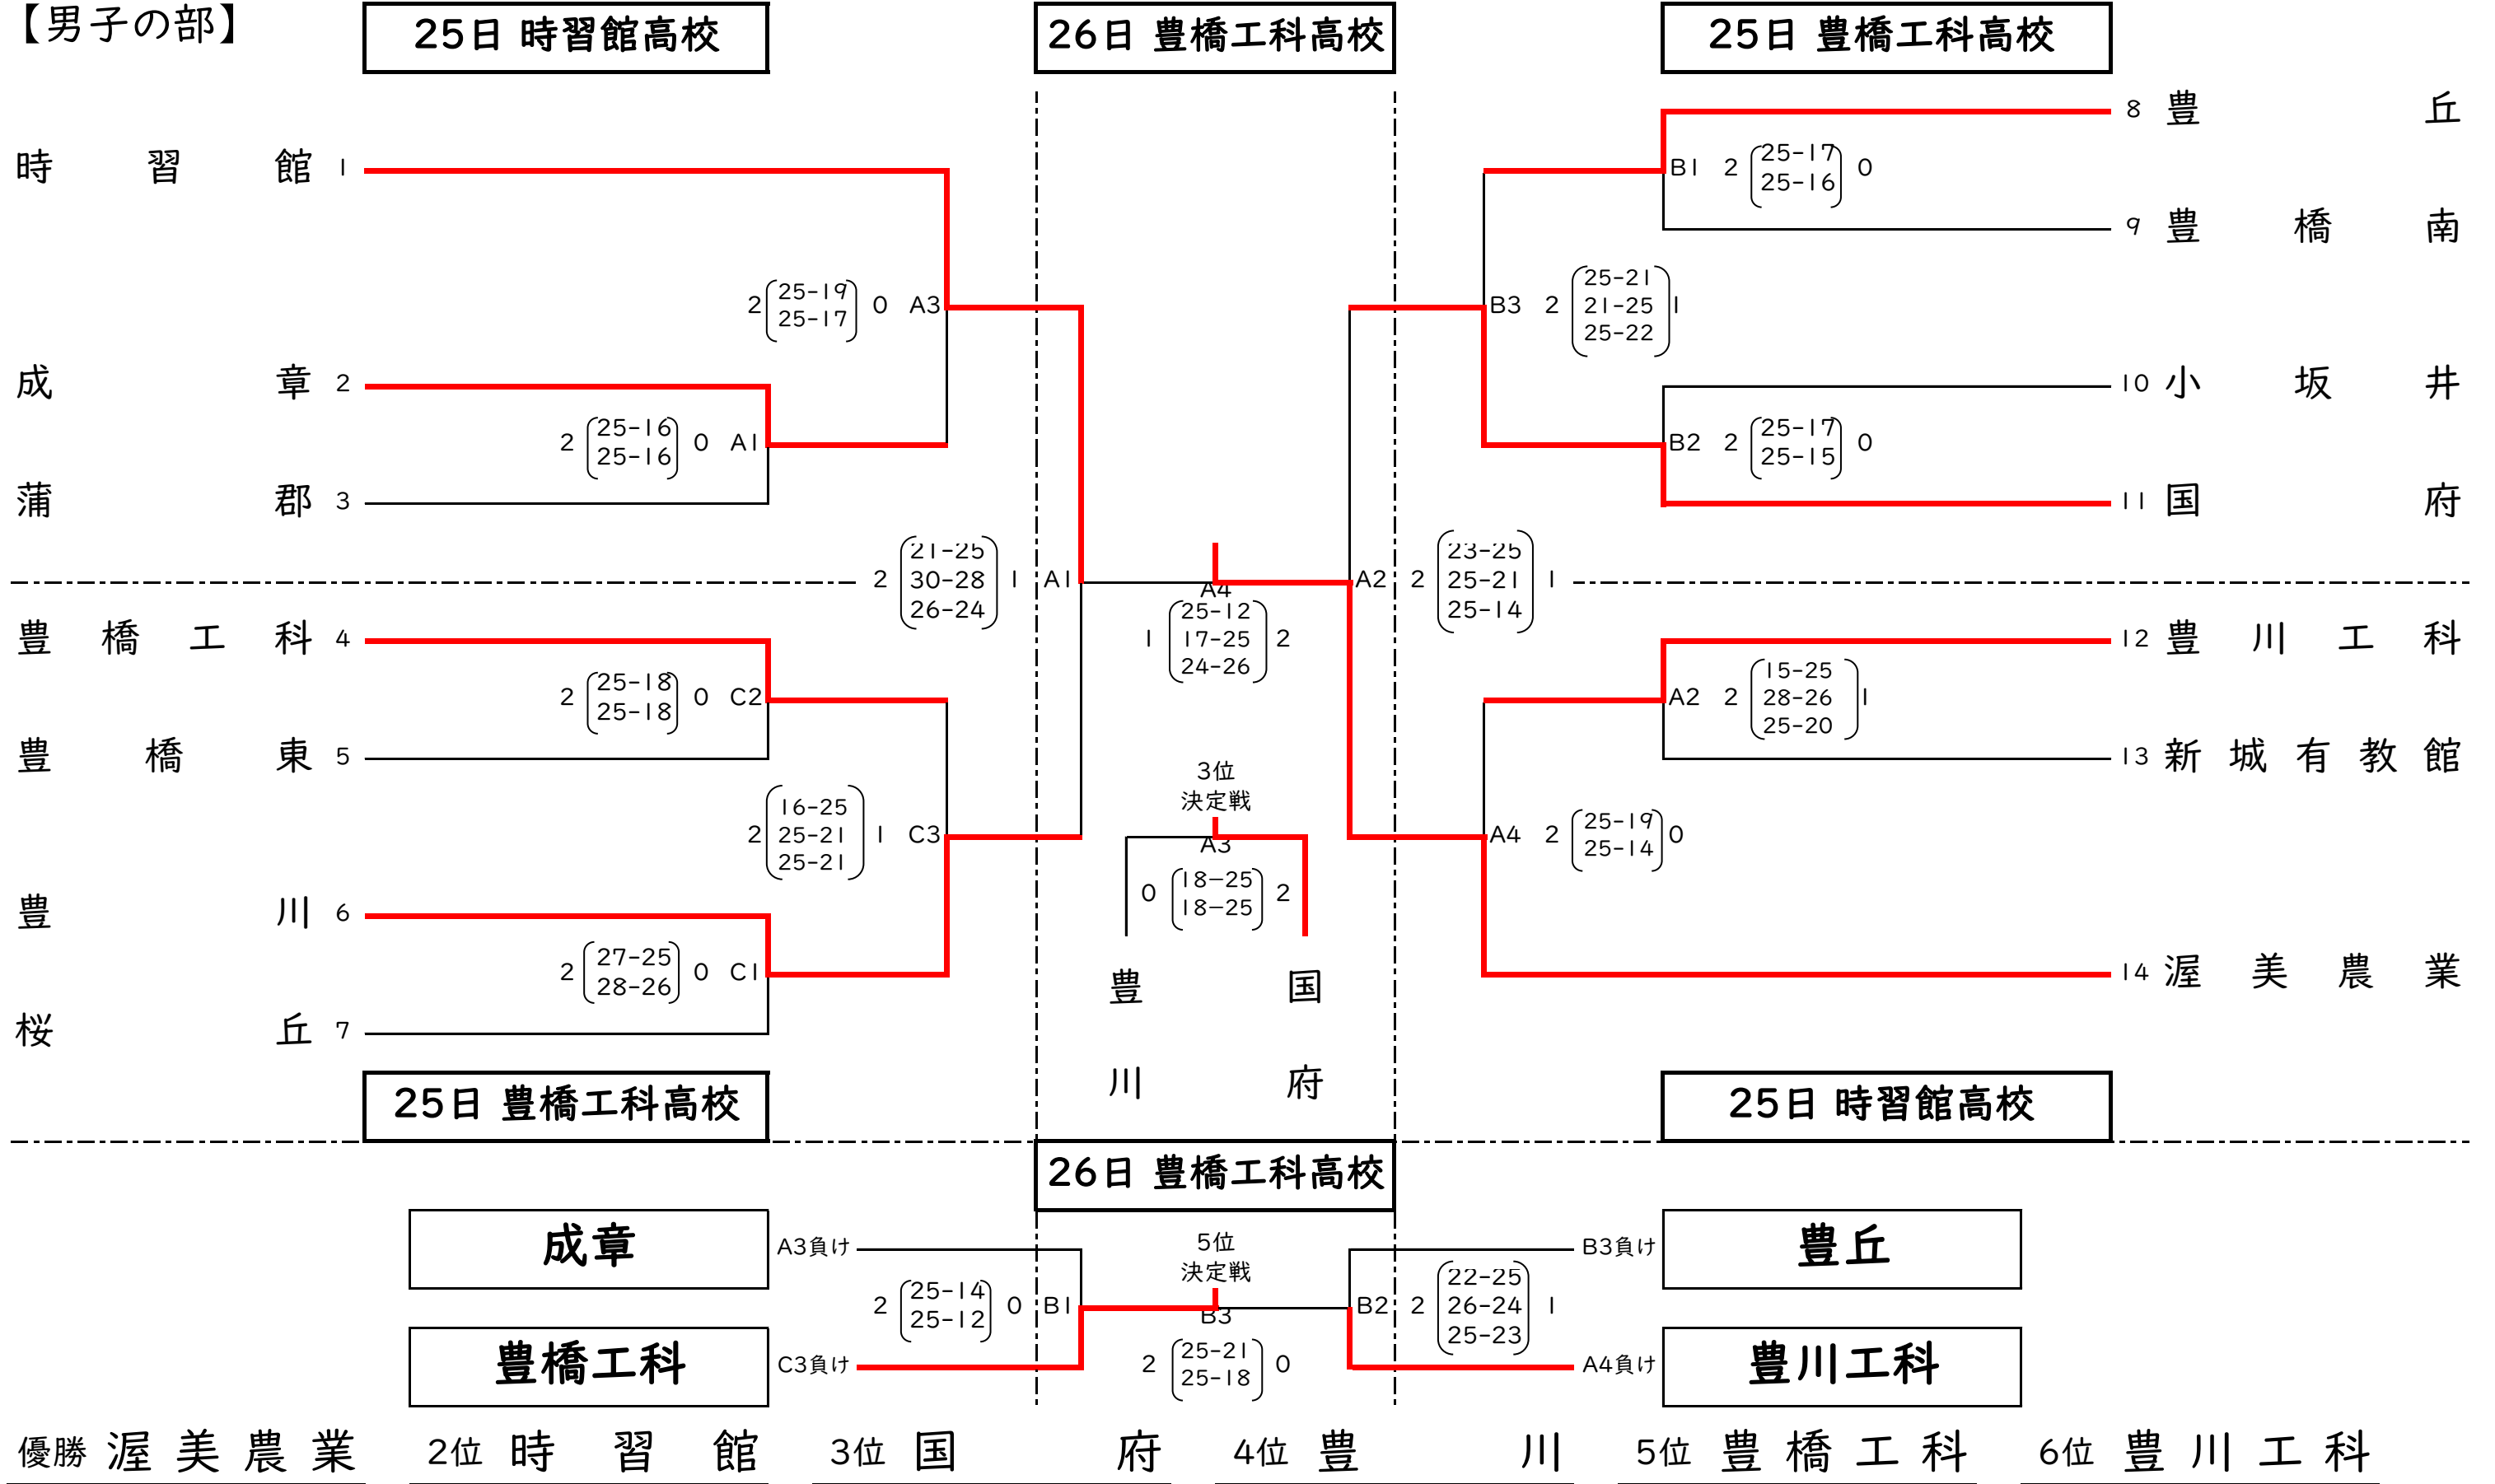 【男子の部】
25日 時習館高校
26日 豊橋工科高校
25日 豊橋工科高校
時習館 1
成章 2
蒲郡 3
2 25-16 0 A1
25-16
2 25-19 0 A3
25-17
豊橋工科 4
豊橋東 5
2 25-18 0 C2
25-18
豊川 6
桜丘 7
2 27-25 0 C1
28-26
2 16-25 1 C3
25-21
25-21
2 21-25 1 A1
30-28
26-24
A4
1 25-12 2
17-25
24-26
3位
決定戦
A3
0 18-25 2
18-25
豊川
国府
8 豊丘
9 豊橋南
B1 2 25-17 0
25-16
10 小坂井
11 国府
B2 2 25-17 0
25-15
B3 2 25-21 1
21-25
25-22
A2 2 23-25 1
25-21
25-14
12 豊川工科
13 新城有教館
A2 2 15-25 1
28-26
25-20
14 渥美農業
A4 2 25-19 0
25-14
25日 豊橋工科高校
25日 時習館高校
26日 豊橋工科高校
成章 A3負け
豊橋工科 C3負け
2 25-14 0 B1
25-12
5位
決定戦
B3
2 25-21 0
25-18
B2 2 22-25 1
26-24
25-23
B3負け 豊丘
A4負け 豊川工科
優勝 渥美農業 2位 時習館 3位 国府 4位 豊川 5位 豊橋工科 6位 豊川工科